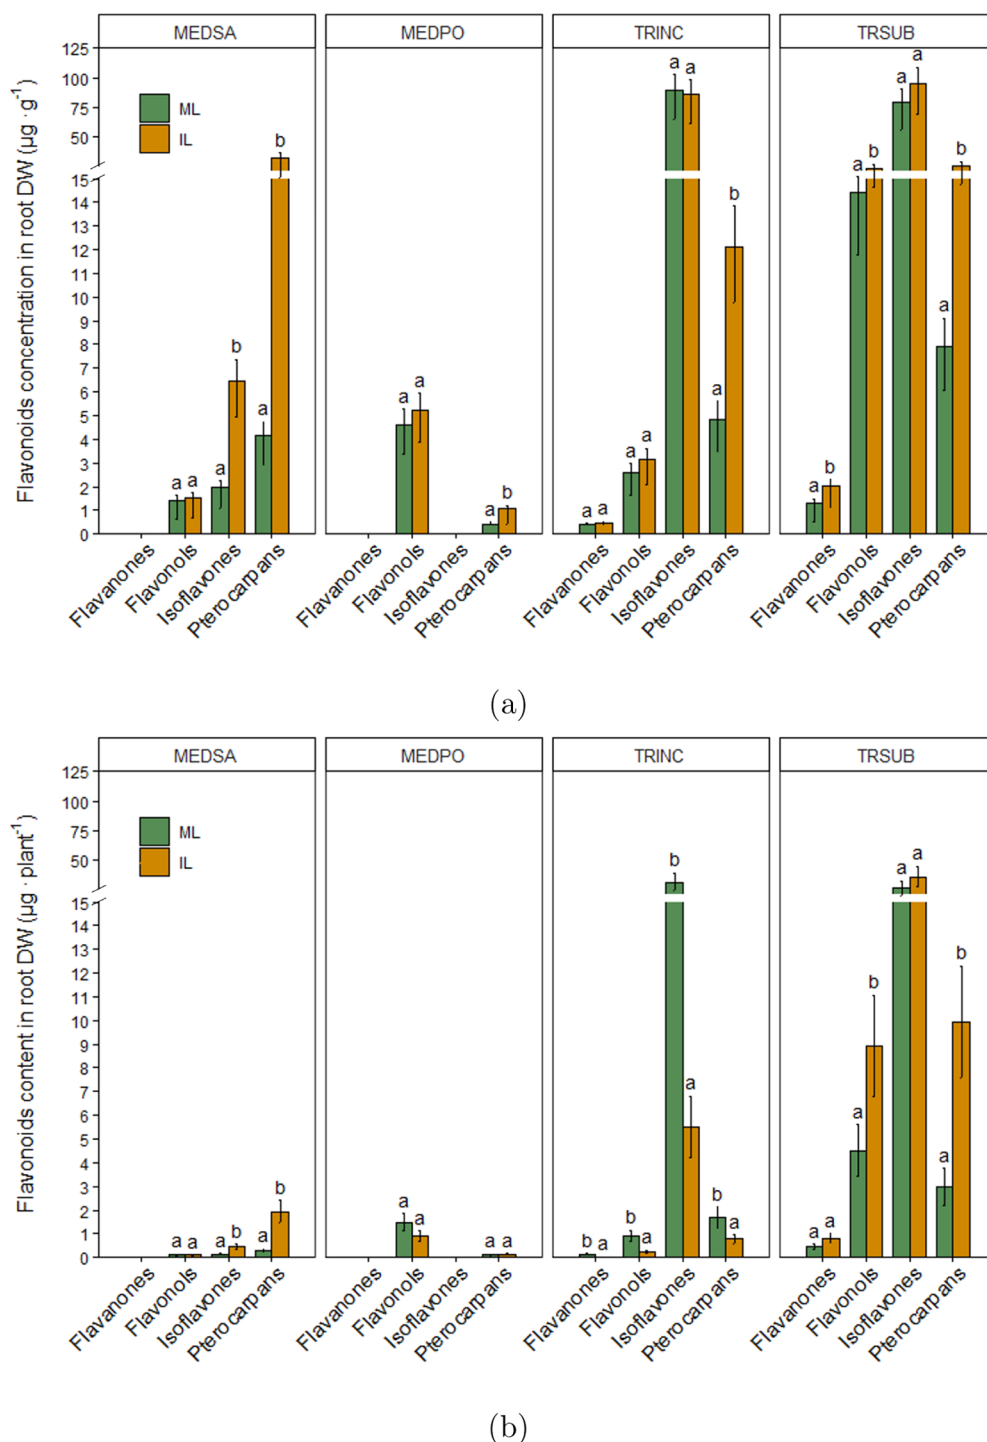 MEDSA MEDPO TRINC TRSUB
Flavonoids concentration in root DW (µg · g⁻¹)
125
100
75
50
15
14
13
12
11
10
9
8
7
6
5
4
3
2
1
0
ML
IL
a a a b a b
a a a b
a a a a a a a b
a b a b a a a b
Flavanones Flavonols Isoflavones Pterocarpans
Flavanones Flavonols Isoflavones Pterocarpans
Flavanones Flavonols Isoflavones Pterocarpans
Flavanones Flavonols Isoflavones Pterocarpans
(a)
MEDSA MEDPO TRINC TRSUB
Flavonoids content in root DW (µg · plant⁻¹)
125
100
75
50
15
14
13
12
11
10
9
8
7
6
5
4
3
2
1
0
ML
IL
a a a b a b
a a a a
b a b a b a b a
a a a b a a a b
Flavanones Flavonols Isoflavones Pterocarpans
Flavanones Flavonols Isoflavones Pterocarpans
Flavanones Flavonols Isoflavones Pterocarpans
Flavanones Flavonols Isoflavones Pterocarpans
(b)